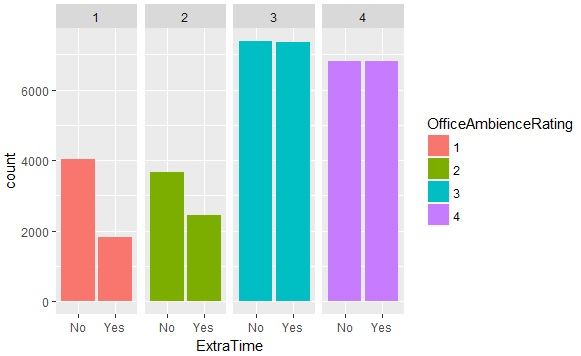 1 2 3 4
6000
4000
2000
0
count
No Yes No Yes No Yes No Yes
ExtraTime
OfficeAmbienceRating
1
2
3
4